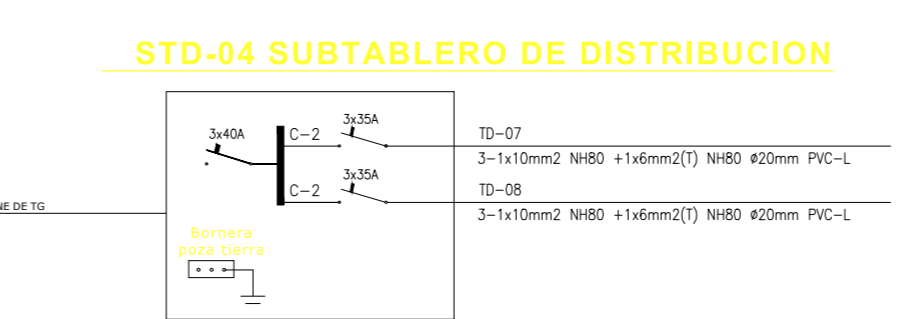 STD-04 SUBTABLERO DE DISTRIBUCION
3x40A
C-2
3x35A
TD-07
3-1x10mm2 NH80 +1x6mm2(T) NH80 Ø20mm PVC-L
C-2
3x35A
TD-08
3-1x10mm2 NH80 +1x6mm2(T) NH80 Ø20mm PVC-L
NE DE TG
Bornera
poza tierra